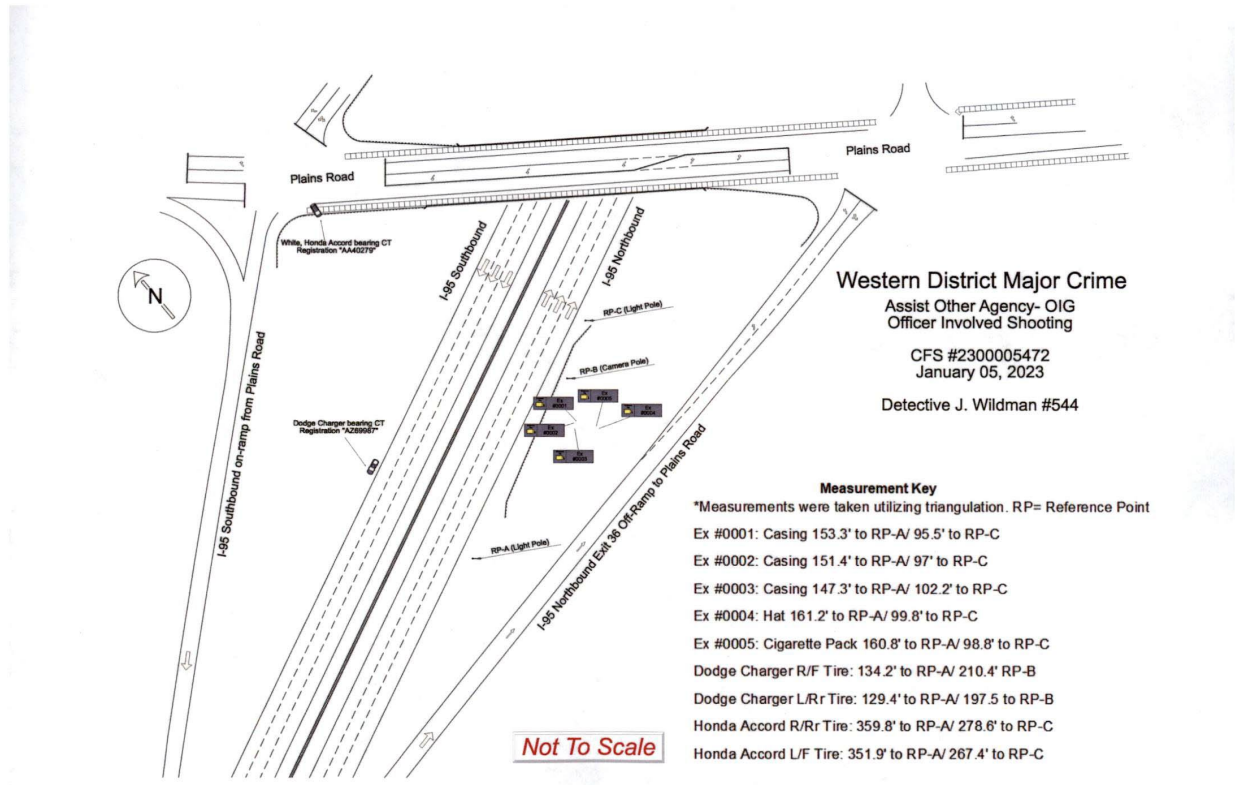 Plains Road
Plains Road
White, Honda Accord bearing CT
Registration "AA40279"
N
I-95 Southbound
I-95 Northbound
RP-C (Light Pole)
RP-B (Camera Pole)
Western District Major Crime
Assist Other Agency- OIG
Officer Involved Shooting
CFS #2300005472
January 05, 2023
Detective J. Wildman #544
I-95 Southbound on-ramp from Plains Road
Dodge Charger bearing CT
Ex
#0001
Ex
Ex
Ex
Ex
RP-A (Light Pole)
I-95 Northbound Exit 36 Off-Ramp to Plains Road
Measurement Key
*Measurements were taken utilizing triangulation. RP= Reference Point
Ex #0001: Casing 153.3' to RP-A/ 95.5' to RP-C
Ex #0002: Casing 151.4' to RP-A/ 97' to RP-C
Ex #0003: Casing 147.3' to RP-A/ 102.2' to RP-C
Ex #0004: Hat 161.2' to RP-A/ 99.8' to RP-C
Ex #0005: Cigarette Pack 160.8' to RP-A/ 98.8' to RP-C
Dodge Charger R/F Tire: 134.2' to RP-A/ 210.4' RP-B
Dodge Charger L/Rr Tire: 129.4' to RP-A/ 197.5 to RP-B
Honda Accord R/Rr Tire: 359.8' to RP-A/ 278.6' to RP-C
Honda Accord L/F Tire: 351.9' to RP-A/ 267.4' to RP-C
Not To Scale